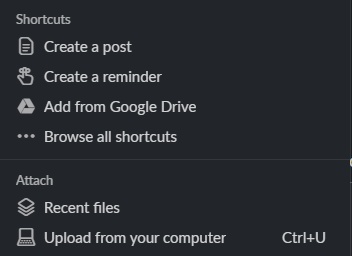 Shortcuts
Create a post
Create a reminder
Add from Google Drive
Browse all shortcuts
Attach
Recent files
Upload from your computer Ctrl+U